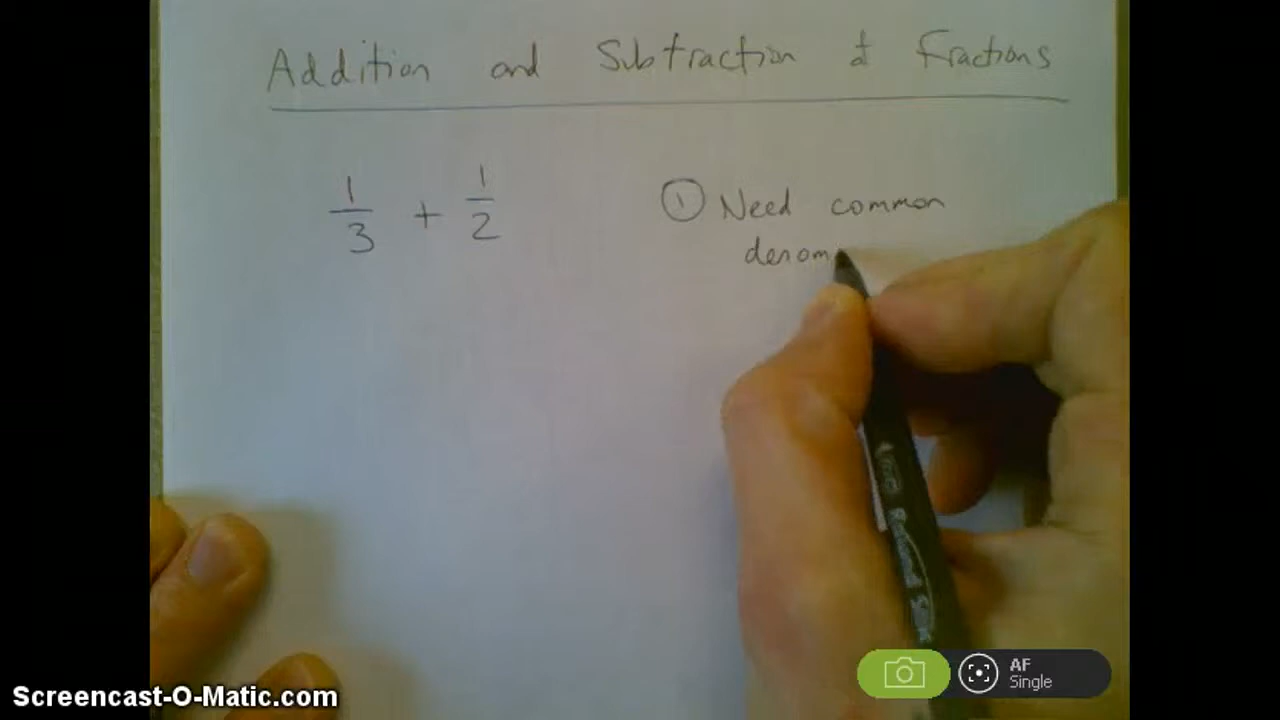 Addition and Subtraction of Fractions
1/3 + 1/2
① Need common
denom
AF
Single
Screencast-O-Matic.com